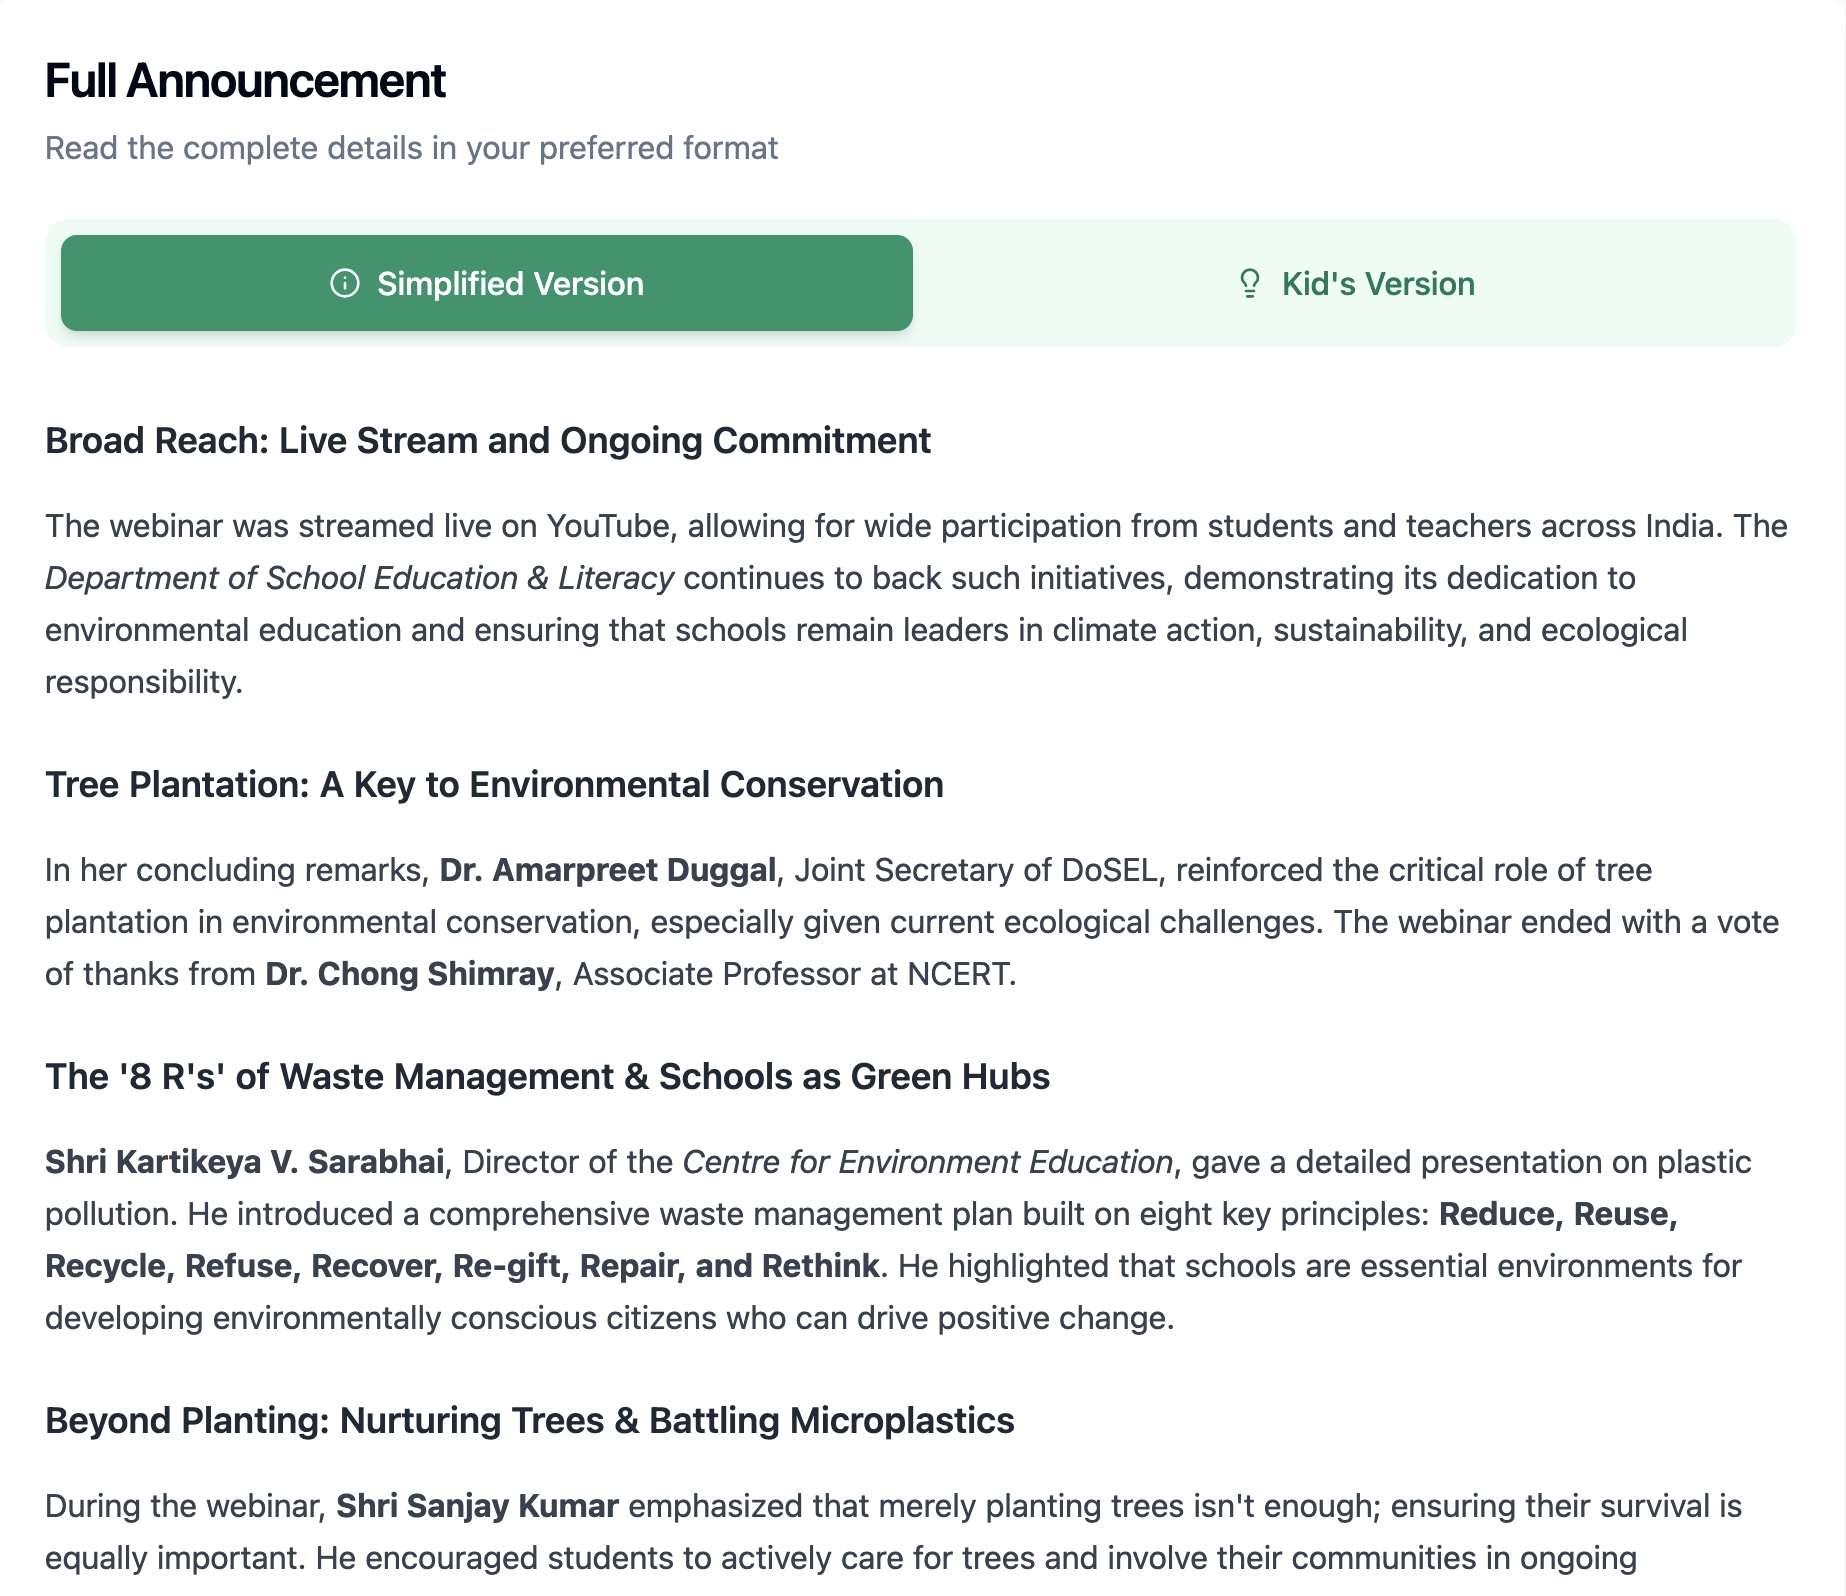 Full Announcement
Read the complete details in your preferred format
Simplified Version
Kid's Version
Broad Reach: Live Stream and Ongoing Commitment
The webinar was streamed live on YouTube, allowing for wide participation from students and teachers across India. The
Department of School Education & Literacy continues to back such initiatives, demonstrating its dedication to
environmental education and ensuring that schools remain leaders in climate action, sustainability, and ecological
responsibility.
Tree Plantation: A Key to Environmental Conservation
In her concluding remarks, Dr. Amarpreet Duggal, Joint Secretary of DoSEL, reinforced the critical role of tree
plantation in environmental conservation, especially given current ecological challenges. The webinar ended with a vote
of thanks from Dr. Chong Shimray, Associate Professor at NCERT.
The '8 R's' of Waste Management & Schools as Green Hubs
Shri Kartikeya V. Sarabhai, Director of the Centre for Environment Education, gave a detailed presentation on plastic
pollution. He introduced a comprehensive waste management plan built on eight key principles: Reduce, Reuse,
Recycle, Refuse, Recover, Re-gift, Repair, and Rethink. He highlighted that schools are essential environments for
developing environmentally conscious citizens who can drive positive change.
Beyond Planting: Nurturing Trees & Battling Microplastics
During the webinar, Shri Sanjay Kumar emphasized that merely planting trees isn't enough; ensuring their survival is
equally important. He encouraged students to actively care for trees and involve their communities in ongoing